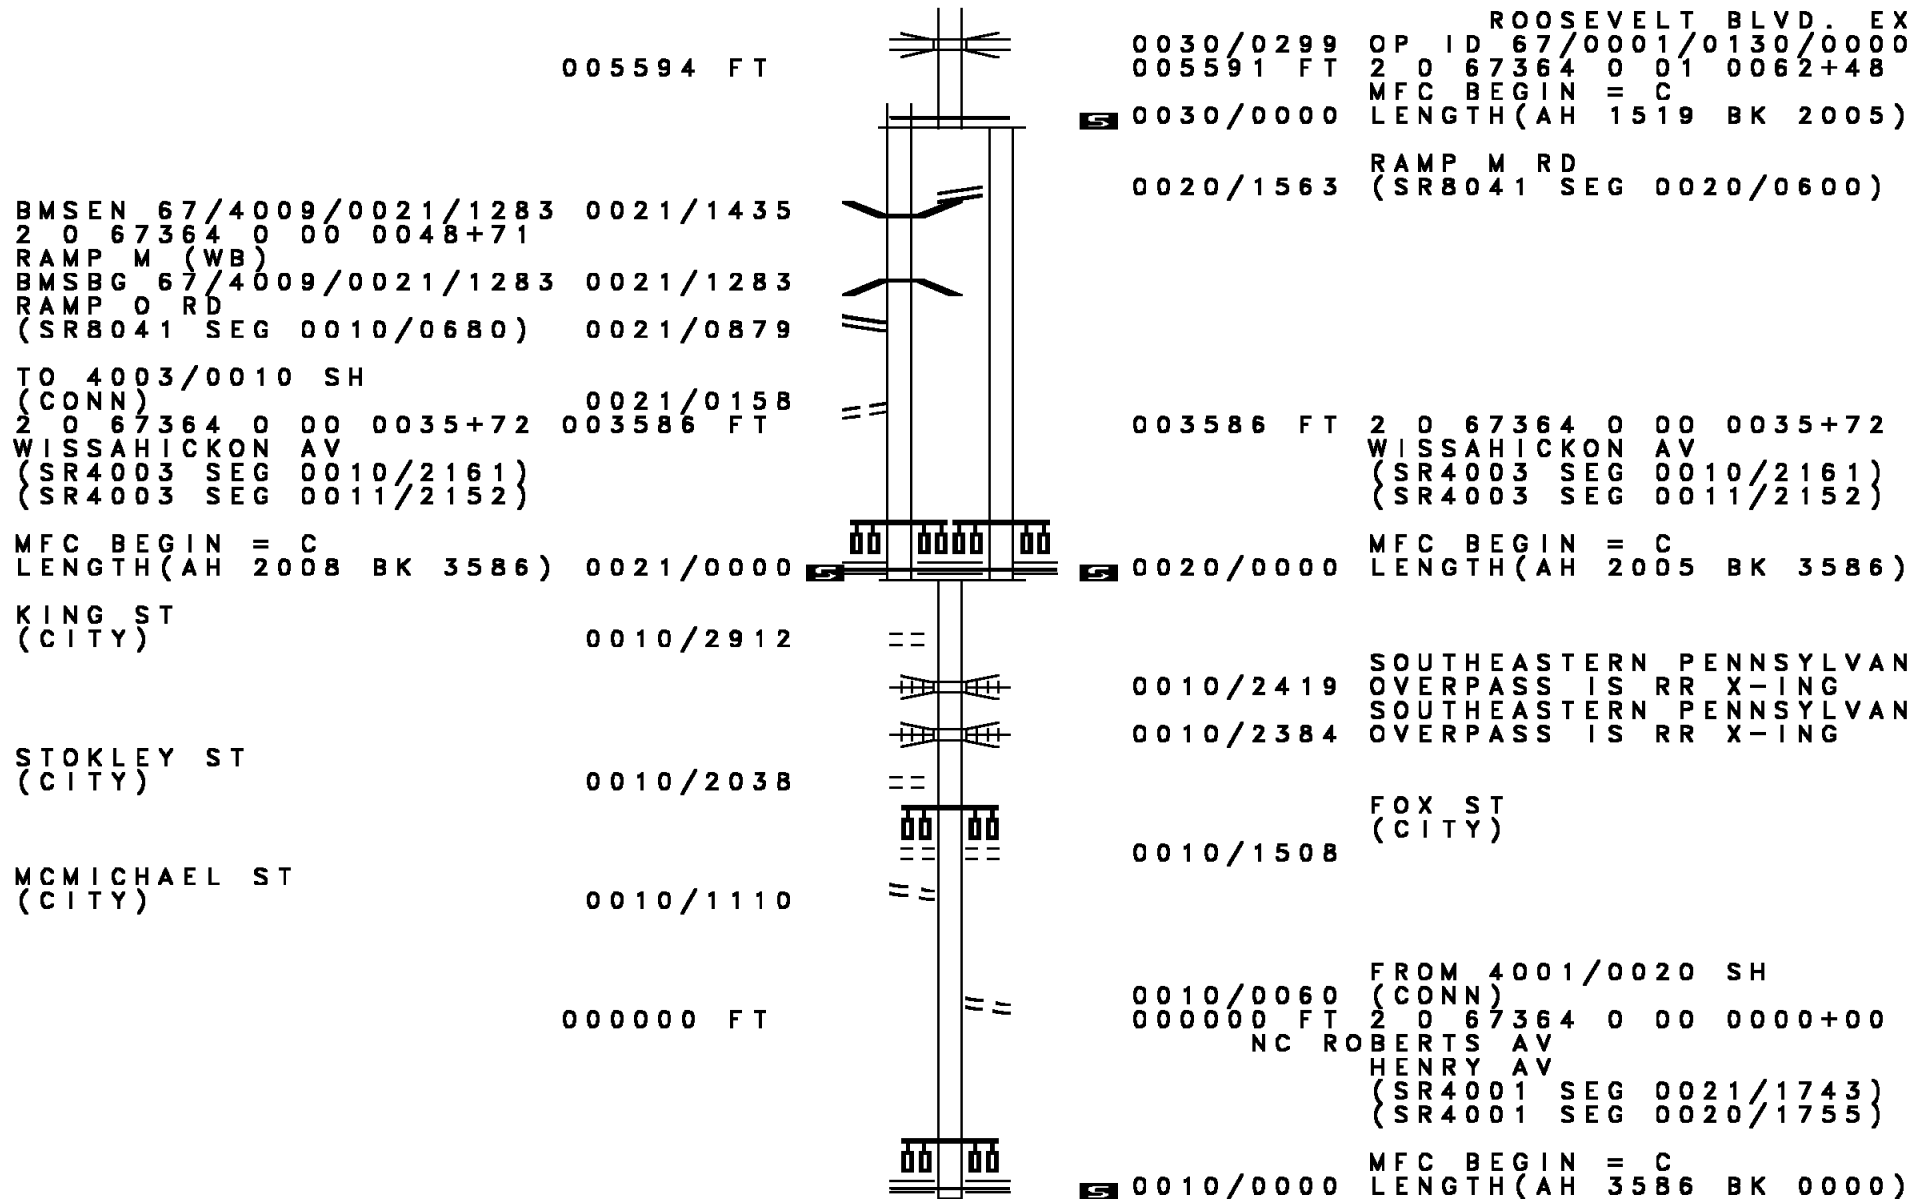 ROOSEVELT BLVD. EX
0030/0299 OP ID 67/0001/0130/0000
005594 FT 005591 FT 2 0 67364 0 01 0062+48
MFC BEGIN = C
S 0030/0000 LENGTH(AH 1519 BK 2005)
RAMP M RD
0020/1563 (SR8041 SEG 0020/0600)
BMSEN 67/4009/0021/1283 0021/1435
2 0 67364 0 00 0048+71
RAMP M (WB)
BMSBG 67/4009/0021/1283 0021/1283
RAMP O RD
(SR8041 SEG 0010/0680) 0021/0879
TO 4003/0010 SH
(CONN) 0021/0158
2 0 67364 0 00 0035+72 003586 FT 003586 FT 2 0 67364 0 00 0035+72
WISSAHICKON AV WISSAHICKON AV
(SR4003 SEG 0010/2161) (SR4003 SEG 0010/2161)
(SR4003 SEG 0011/2152) (SR4003 SEG 0011/2152)
MFC BEGIN = C MFC BEGIN = C
LENGTH(AH 2008 BK 3586) 0021/0000 S S 0020/0000 LENGTH(AH 2005 BK 3586)
KING ST
(CITY) 0010/2912
SOUTHEASTERN PENNSYLVAN
0010/2419 OVERPASS IS RR X-ING
SOUTHEASTERN PENNSYLVAN
0010/2384 OVERPASS IS RR X-ING
STOKLEY ST
(CITY) 0010/2038
FOX ST
(CITY)
0010/1508
MCMICHAEL ST
(CITY) 0010/1110
FROM 4001/0020 SH
0010/0060 (CONN)
000000 FT 000000 FT 2 0 67364 0 00 0000+00
NC ROBERTS AV
HENRY AV
(SR4001 SEG 0021/1743)
(SR4001 SEG 0020/1755)
MFC BEGIN = C
S 0010/0000 LENGTH(AH 3586 BK 0000)